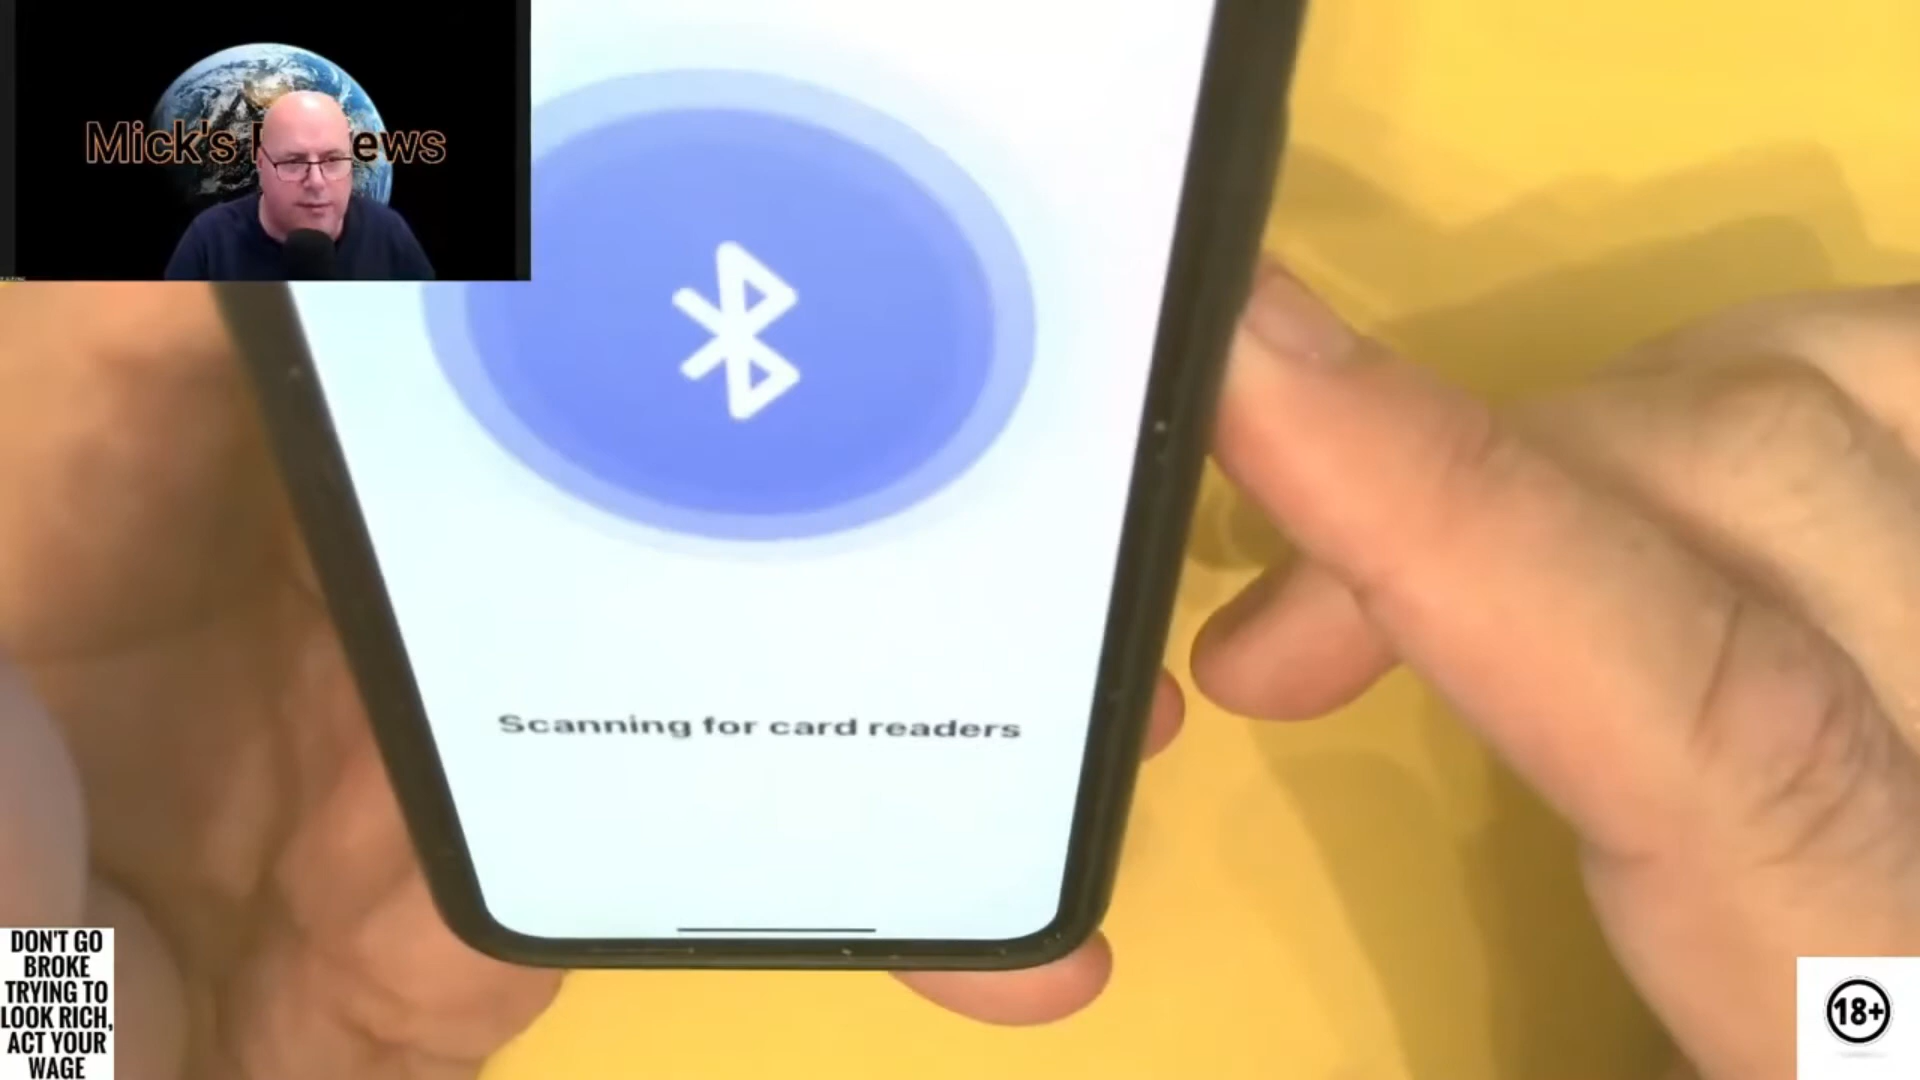 Mick's R ews
Scanning for card readers
DON'T GO
BROKE
TRYING TO
LOOK RICH,
ACT YOUR
WAGE
18+